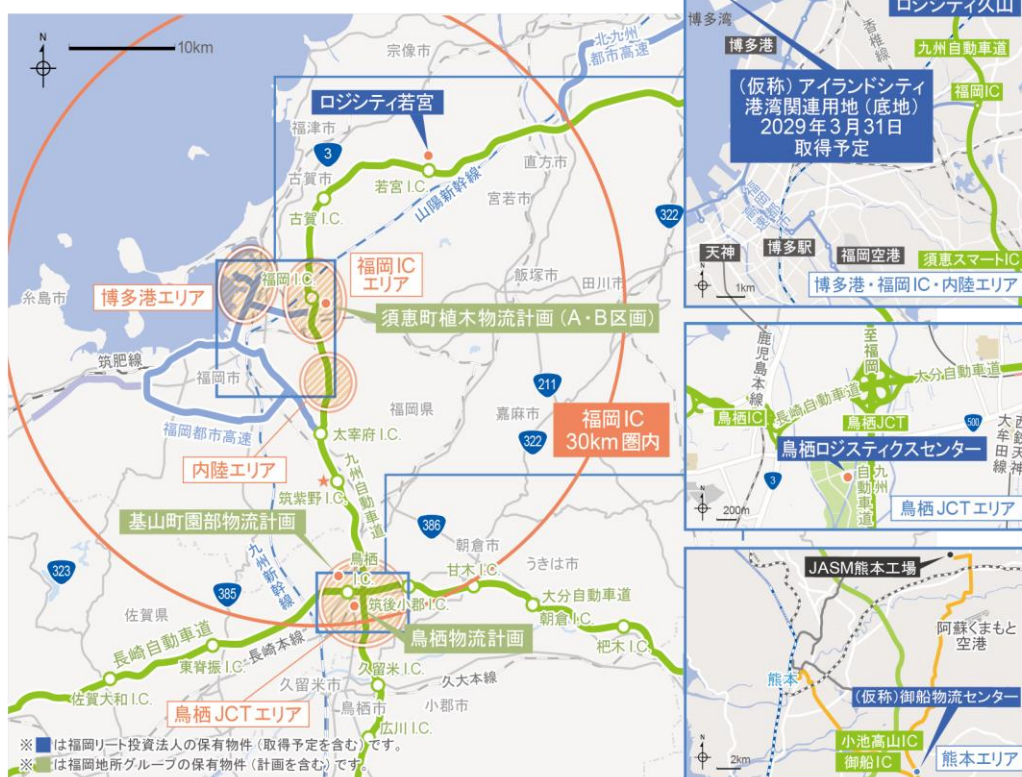 N
10km
宗像市
北九州
都市高速
ロジシティ若宮
福津市
3
古賀市
若宮 I.C.
山陽新幹線
直方市
宮若市
古賀 I.C.
322
福岡 I.C.
福岡IC
エリア
飯塚市
田川市
糸島市
博多港エリア
須恵町植木物流計画（A・B区画）
筑肥線
福岡市
211
福岡県
嘉麻市
322
福岡IC
30km圏内
福岡都市高速
太宰府 I.C.
内陸エリア
九州自動車道
筑紫野 I.C.
基山町園部物流計画
386
朝倉市
鳥栖
I.C.
うきは市
323
九州新幹線
385
甘木 I.C.
筑後小郡 I.C.
大分自動車道
朝倉 I.C.
佐賀県
鳥栖物流計画
杷木 I.C.
長崎自動車道
長崎本線
東脊振 I.C.
久留米 I.C.
久大本線
佐賀大和 I.C.
久留米市
鳥栖市
小郡市
鳥栖JCTエリア
広川 I.C.
※■は福岡リート投資法人の保有物件（取得予定を含む）です。
※■は福岡地所グループの保有物件（計画を含む）です。
ロジシティ久山
博多湾
博多港
香椎線
九州自動車道
福岡IC
（仮称）アイランドシティ
港湾関連用地（底地）
2029年3月31日
取得予定
福岡都市
高速
天神
博多駅
福岡空港
須恵スマートIC
N
1km
博多港・福岡IC・内陸エリア
鹿児島本線
至福岡
大分自動車道
長崎自動車道
鳥栖IC
鳥栖JCT
500
西鉄天神
大牟田線
鳥栖ロジスティクスセンター
3
九州
自動車道
N
200m
鳥栖JCTエリア
JASM熊本工場
阿蘇くまもと
空港
熊本
（仮称）御船物流センター
小池高山IC
御船IC
N
2km
熊本エリア